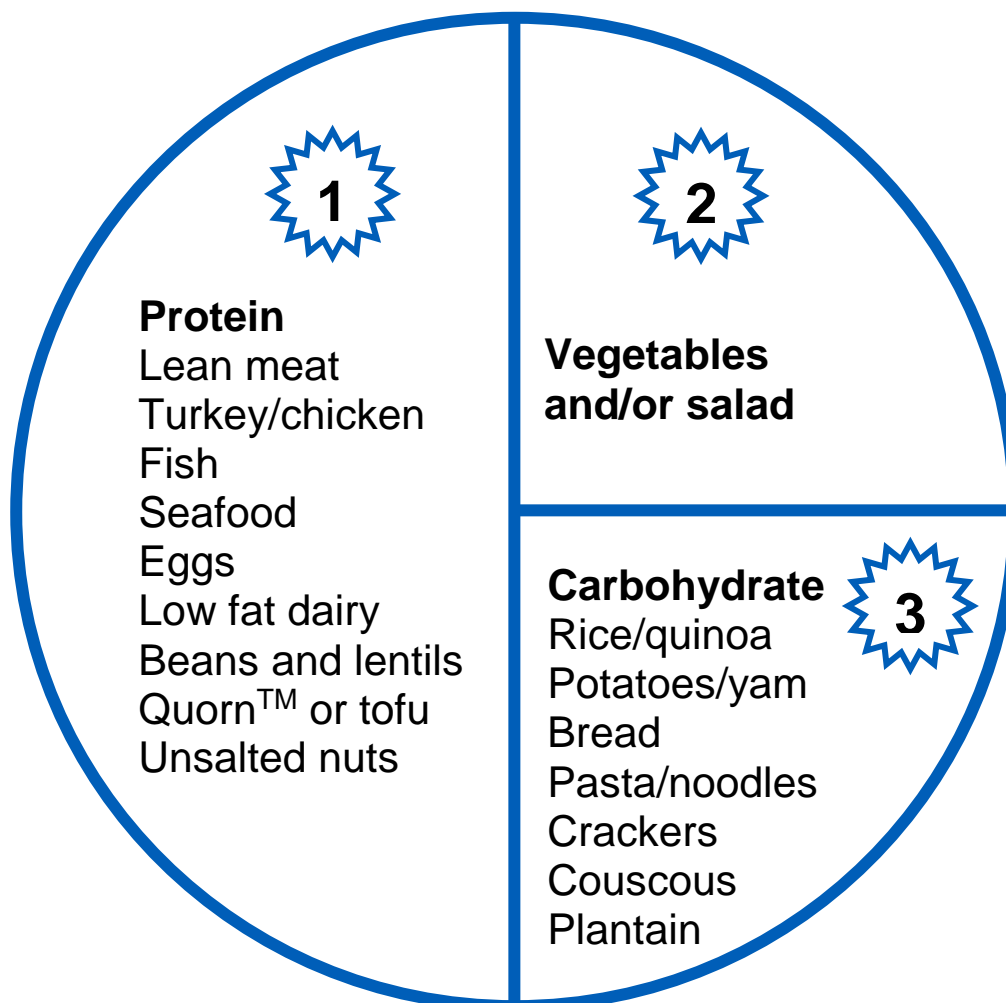 1
Protein
Lean meat
Turkey/chicken
Fish
Seafood
Eggs
Low fat dairy
Beans and lentils
Quorn™ or tofu
Unsalted nuts
2
Vegetables
and/or salad
3
Carbohydrate
Rice/quinoa
Potatoes/yam
Bread
Pasta/noodles
Crackers
Couscous
Plantain